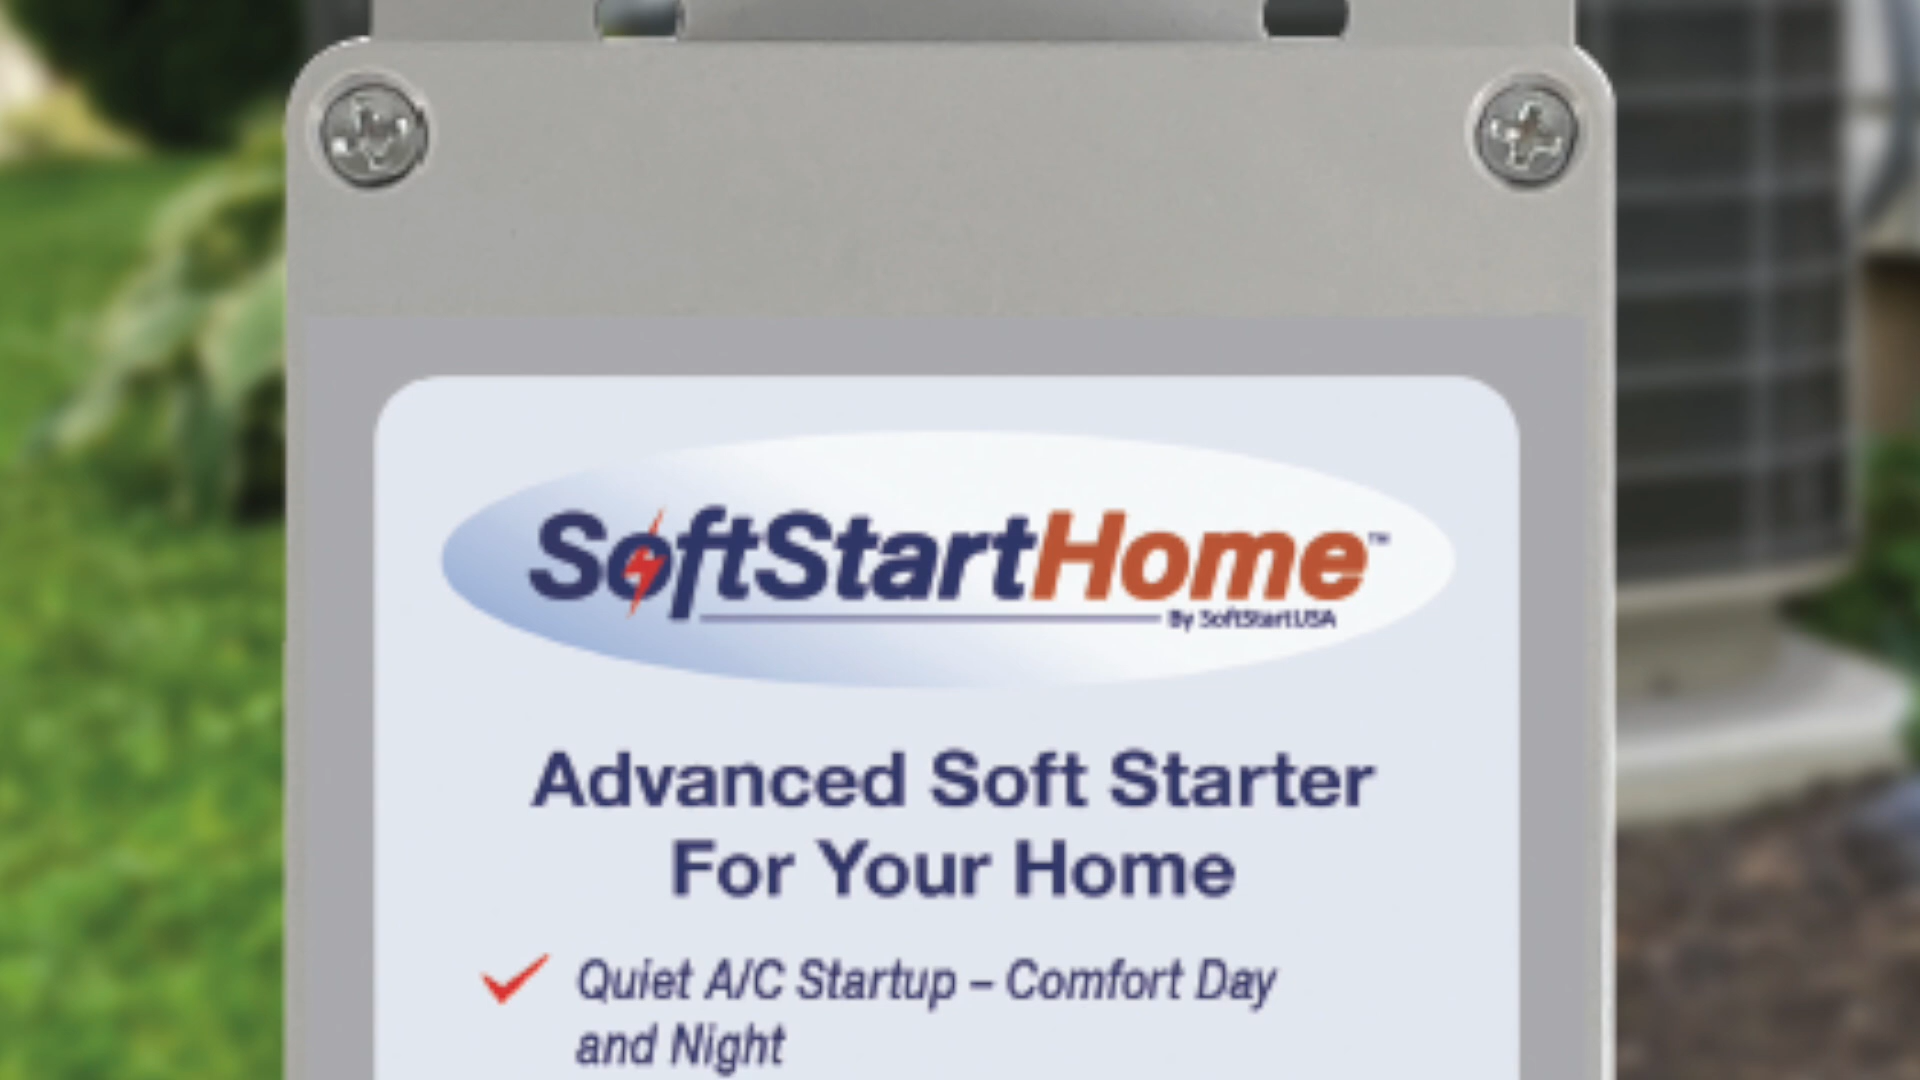 SoftStartHome™
By SoftStartUSA
Advanced Soft Starter
For Your Home
Quiet A/C Startup – Comfort Day
and Night